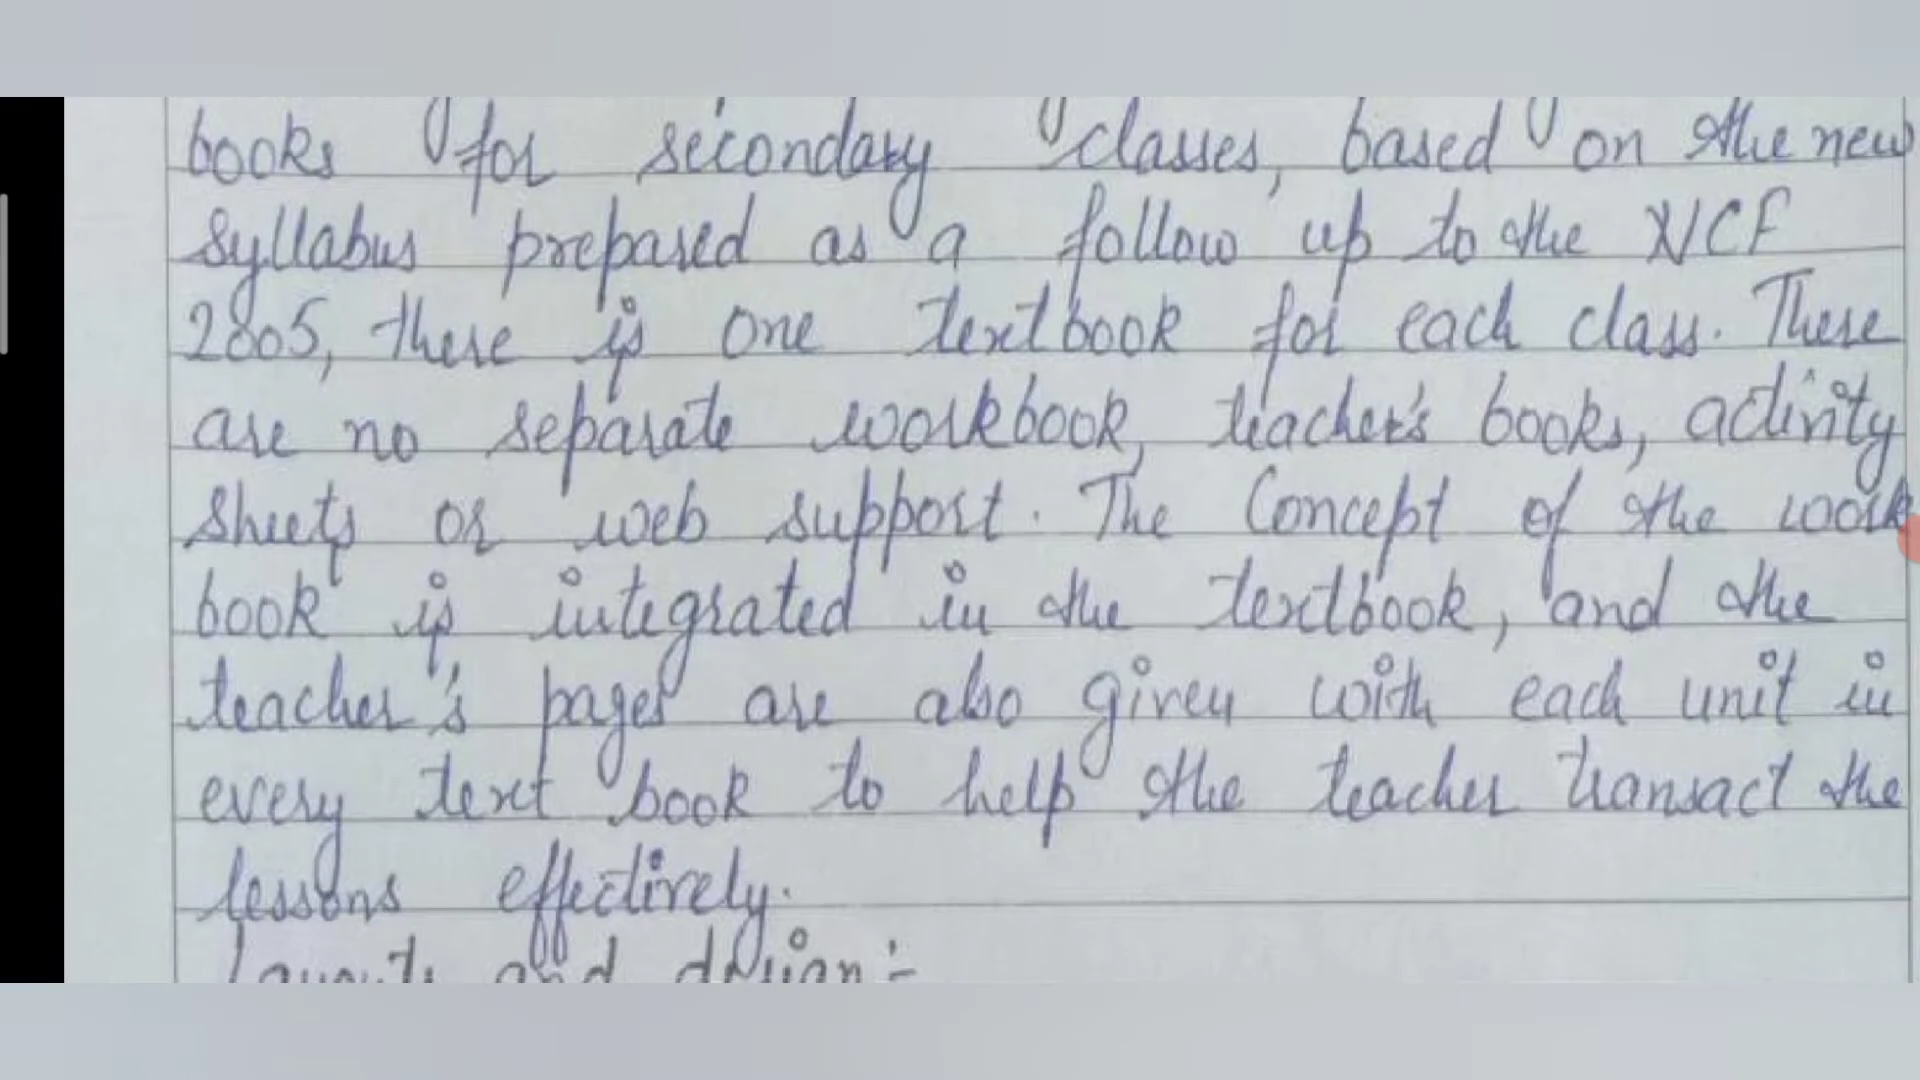 books for secondary classes, based on the new
syllabus prepared as a follow up to the NCF
2005, there is one textbook for each class. There
are no separate workbook, teacher's books, activity
sheets or web support. The Concept of the work
book is integrated in the textbook, and the
teacher's pages are also given with each unit in
every text book to help the teacher transact the
lessons effectively.
and design :-